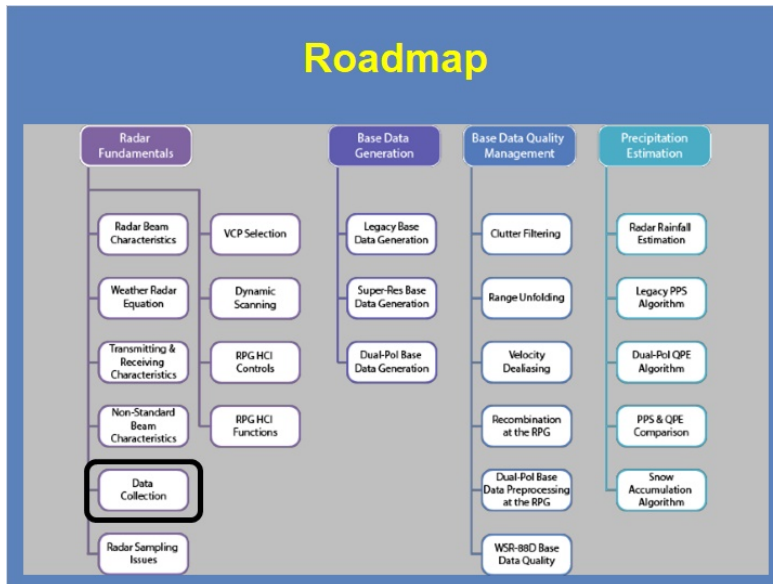 Roadmap
Radar
Fundamentals
Radar Beam
Characteristics
Weather Radar
Equation
Transmitting &
Receiving
Characteristics
Non-Standard
Beam
Characteristics
Data
Collection
Radar Sampling
Issues
VCP Selection
Dynamic
Scanning
RPG HCI
Controls
RPG HCI
Functions
Base Data
Generation
Legacy Base
Data Generation
Super-Res Base
Data Generation
Dual-Pol Base
Data Generation
Base Data Quality
Management
Clutter Filtering
Range Unfolding
Velocity
Dealiasing
Recombination
at the RPG
Dual-Pol Base
Data Preprocessing
at the RPG
WSR-88D Base
Data Quality
Precipitation
Estimation
Radar Rainfall
Estimation
Legacy PPS
Algorithm
Dual-Pol QPE
Algorithm
PPS & QPE
Comparison
Snow
Accumulation
Algorithm